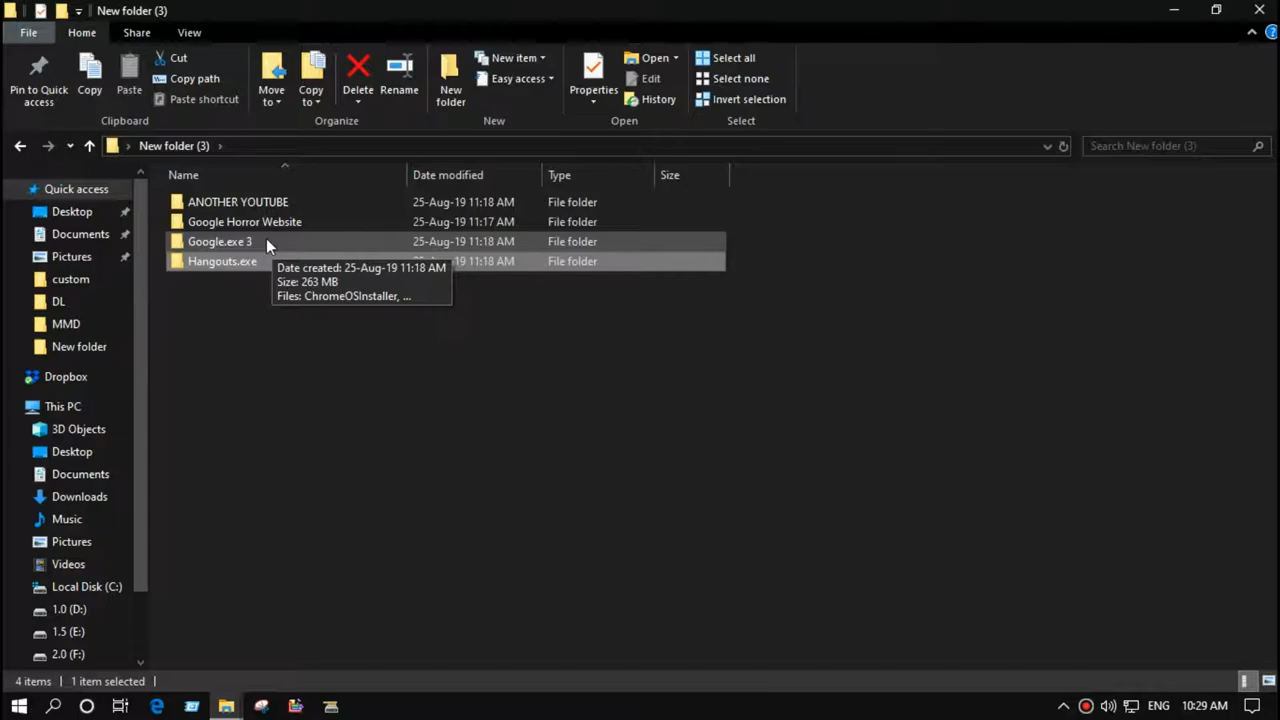 New folder (3)
File
Home
Share
View
Pin to Quick access
Copy
Paste
Cut
Copy path
Paste shortcut
Clipboard
Move to
Copy to
Delete
Rename
Organize
New folder
New item
Easy access
New
Properties
Open
Edit
History
Open
Select all
Select none
Invert selection
Select
New folder (3)
Search New folder (3)
Name
Date modified
Type
Size
Quick access
Desktop
Documents
Pictures
custom
DL
MMD
New folder
Dropbox
This PC
3D Objects
Desktop
Documents
Downloads
Music
Pictures
Videos
Local Disk (C:)
1.0 (D:)
1.5 (E:)
2.0 (F:)
ANOTHER YOUTUBE 25-Aug-19 11:18 AM File folder
Google Horror Website 25-Aug-19 11:17 AM File folder
Google.exe 3 25-Aug-19 11:18 AM File folder
Hangouts.exe 25-Aug-19 11:18 AM File folder
Date created: 25-Aug-19 11:18 AM
Size: 263 MB
Files: ChromeOSInstaller, ...
4 items 1 item selected
ENG 10:29 AM